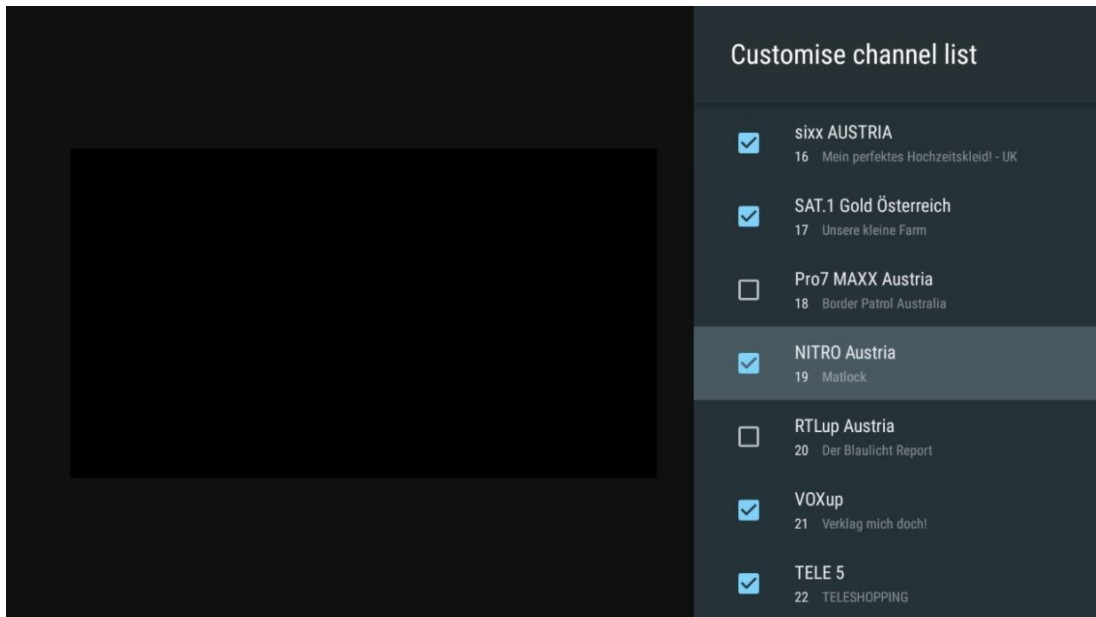 Customise channel list
sixx AUSTRIA
16 Mein perfektes Hochzeitskleid! - UK
SAT.1 Gold Österreich
17 Unsere kleine Farm
Pro7 MAXX Austria
18 Border Patrol Australia
NITRO Austria
19 Matlock
RTLup Austria
20 Der Blaulicht Report
VOXup
21 Verklag mich doch!
TELE 5
22 TELESHOPPING